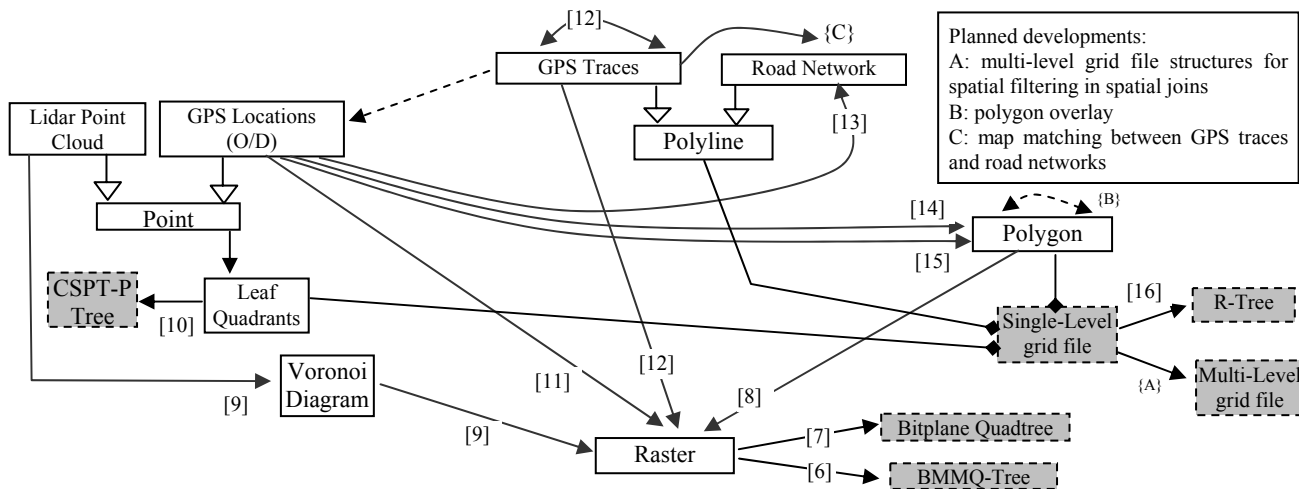 [12]
{C}
GPS Traces
Road Network
Planned developments:
A: multi-level grid file structures for
spatial filtering in spatial joins
B: polygon overlay
C: map matching between GPS traces
and road networks
Lidar Point
Cloud
GPS Locations
(O/D)
[13]
Polyline
Point
[14]
{B}
Polygon
[15]
CSPT-P
Tree
[10]
Leaf
Quadrants
[16]
R-Tree
Single-Level
grid file
{A}
Multi-Level
grid file
Voronoi
Diagram
[9]
[11]
[12]
[8]
[9]
Raster
[7]
Bitplane Quadtree
[6]
BMMQ-Tree